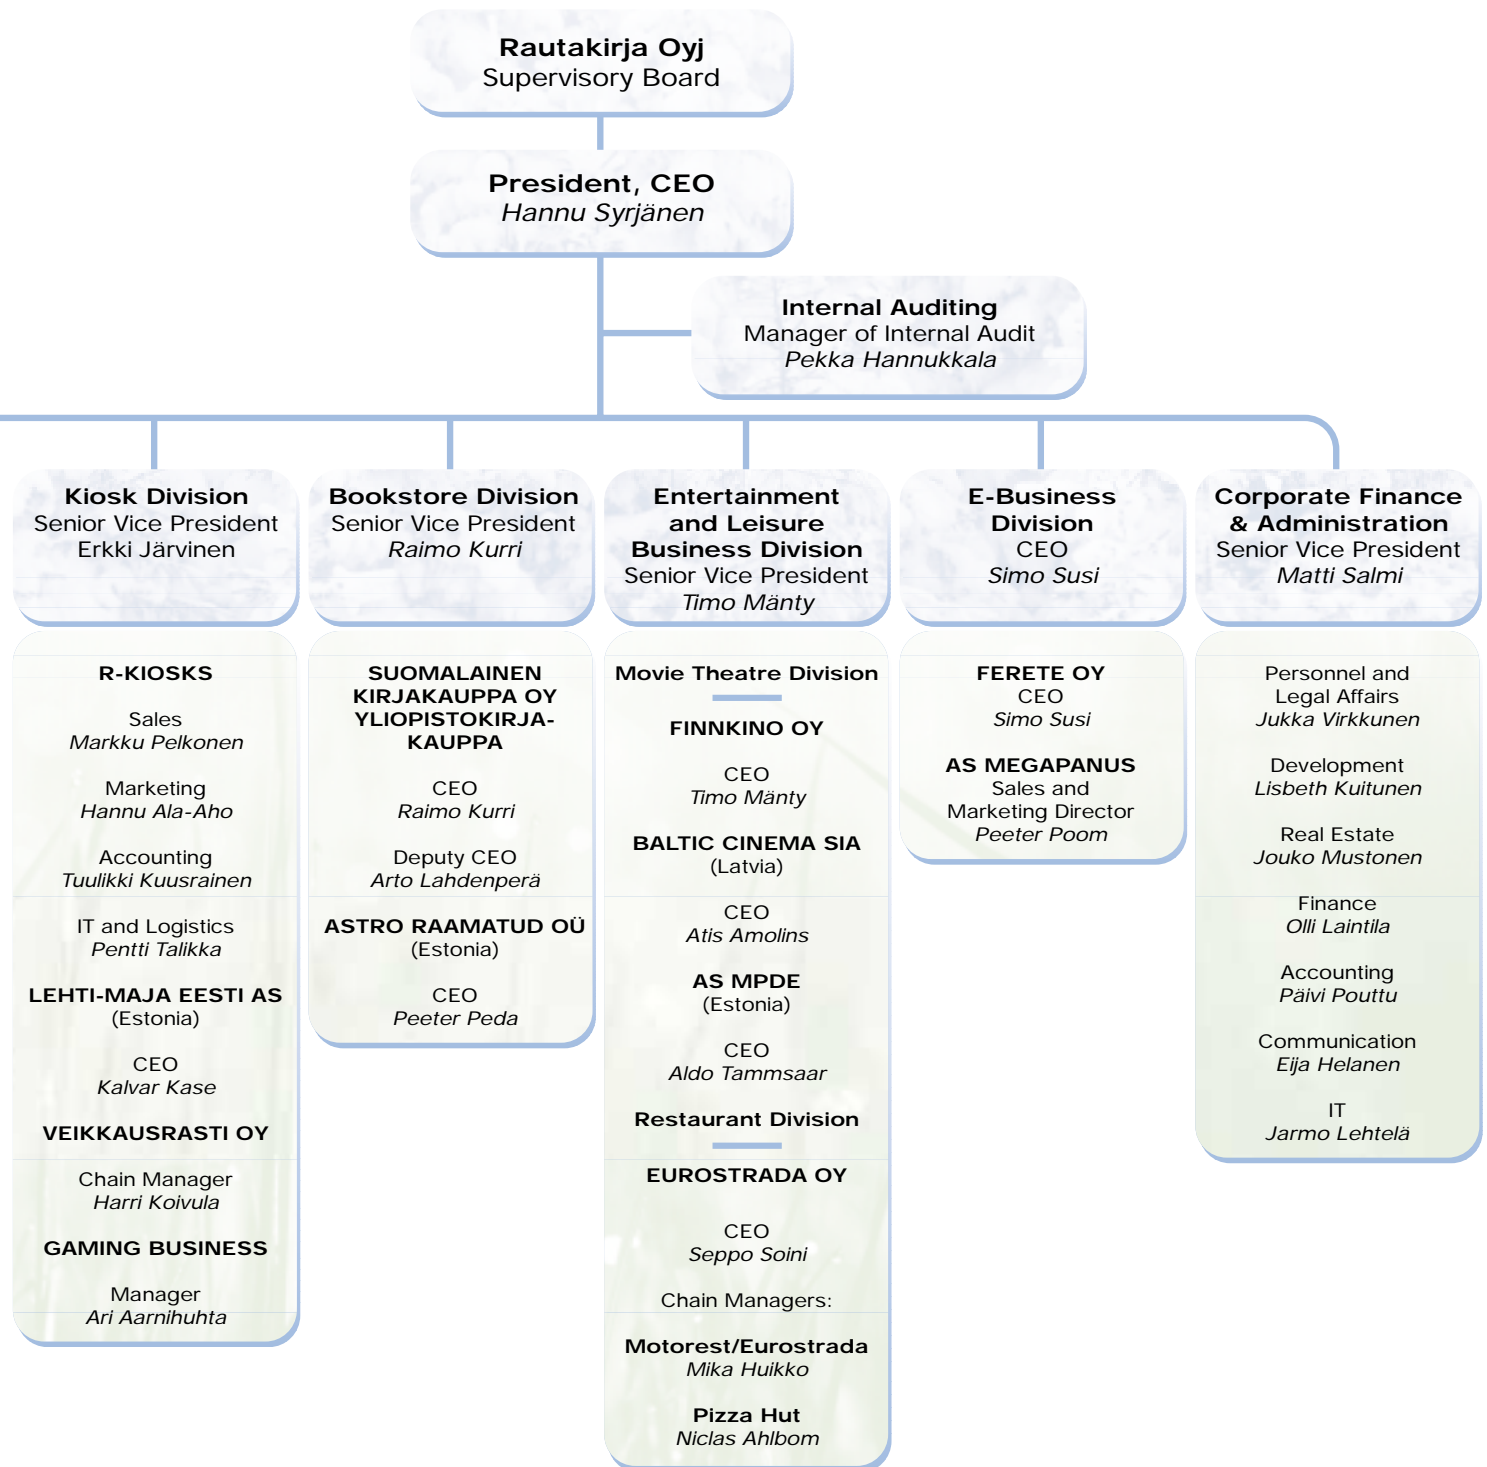 Rautakirja Oyj
Supervisory Board
President, CEO
Hannu Syrjänen
Internal Auditing
Manager of Internal Audit
Pekka Hannukkala
Kiosk Division
Senior Vice President
Erkki Järvinen
R-KIOSKS
Sales
Markku Pelkonen
Marketing
Hannu Ala-Aho
Accounting
Tuulikki Kuusrainen
IT and Logistics
Pentti Talikka
LEHTI-MAJA EESTI AS
(Estonia)
CEO
Kalvar Kase
VEIKKAUSRASTI OY
Chain Manager
Harri Koivula
GAMING BUSINESS
Manager
Ari Aarnihuhta
Bookstore Division
Senior Vice President
Raimo Kurri
SUOMALAINEN
KIRJAKAUPPA OY
YLIOPISTOKIRJA-
KAUPPA
CEO
Raimo Kurri
Deputy CEO
Arto Lahdenperä
ASTRO RAAMATUD OÜ
(Estonia)
CEO
Peeter Peda
Entertainment
and Leisure
Business Division
Senior Vice President
Timo Mänty
Movie Theatre Division
FINNKINO OY
CEO
Timo Mänty
BALTIC CINEMA SIA
(Latvia)
CEO
Atis Amolins
AS MPDE
(Estonia)
CEO
Aldo Tammsaar
Restaurant Division
EUROSTRADA OY
CEO
Seppo Soini
Chain Managers:
Motorest/Eurostrada
Mika Huikko
Pizza Hut
Niclas Ahlbom
E-Business
Division
CEO
Simo Susi
FERETE OY
CEO
Simo Susi
AS MEGAPANUS
Sales and
Marketing Director
Peeter Poom
Corporate Finance
& Administration
Senior Vice President
Matti Salmi
Personnel and
Legal Affairs
Jukka Virkkunen
Development
Lisbeth Kuitunen
Real Estate
Jouko Mustonen
Finance
Olli Laintila
Accounting
Päivi Pouttu
Communication
Eija Helanen
IT
Jarmo Lehtelä